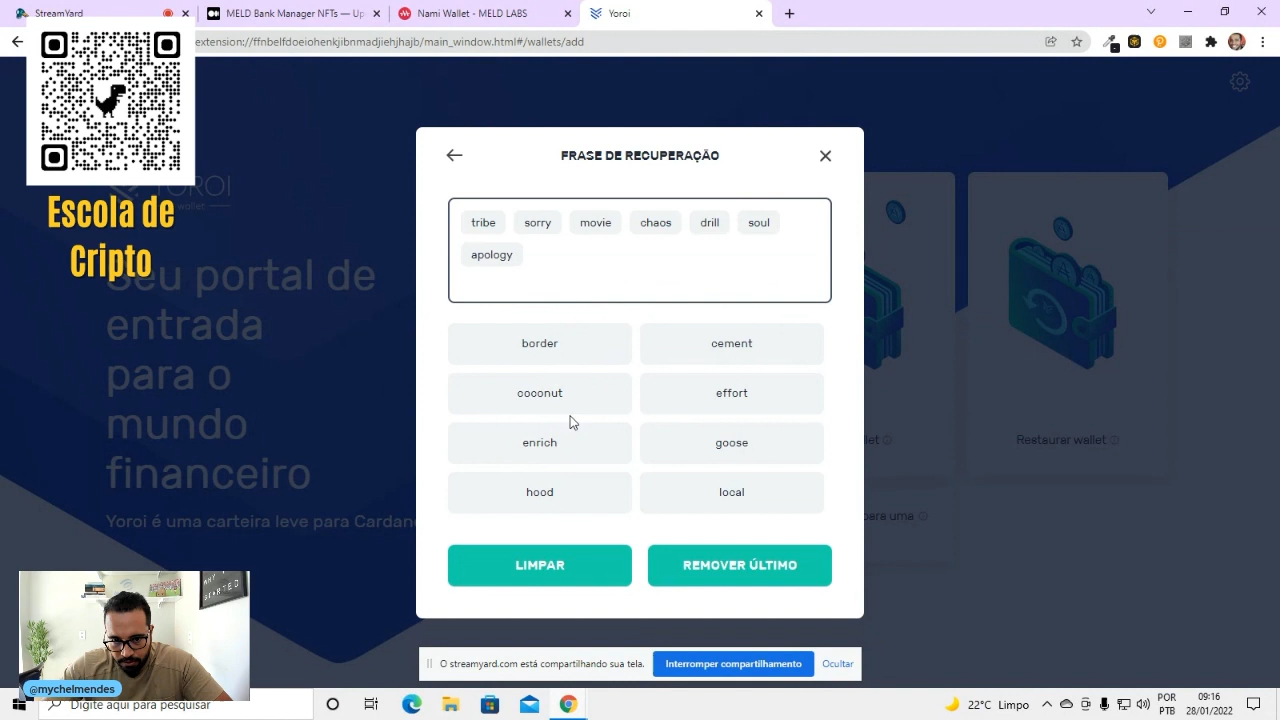 StreamYard
MELD Bank Manager NFTs — Up
Nami Wallet - MELD LABS
Yoroi
extension://ffnbelfdoeiohenkjibnmadjiehjhajb/main_window.html#/wallets/add
YOROI
Escola de
Cripto
Seu portal de
entrada
para o
mundo
financeiro
Yoroi é uma carteira leve para Cardano
FRASE DE RECUPERAÇÃO
tribe sorry movie chaos drill soul
apology
border cement
coconut effort
enrich goose
hood local
LIMPAR REMOVER ÚLTIMO
Restaurar wallet
para uma
O streamyard.com está compartilhando sua tela. Interromper compartilhamento Ocultar
@mychelmendes
Digite aqui para pesquisar
22°C Limpo
POR
PTB
09:16
28/01/2022